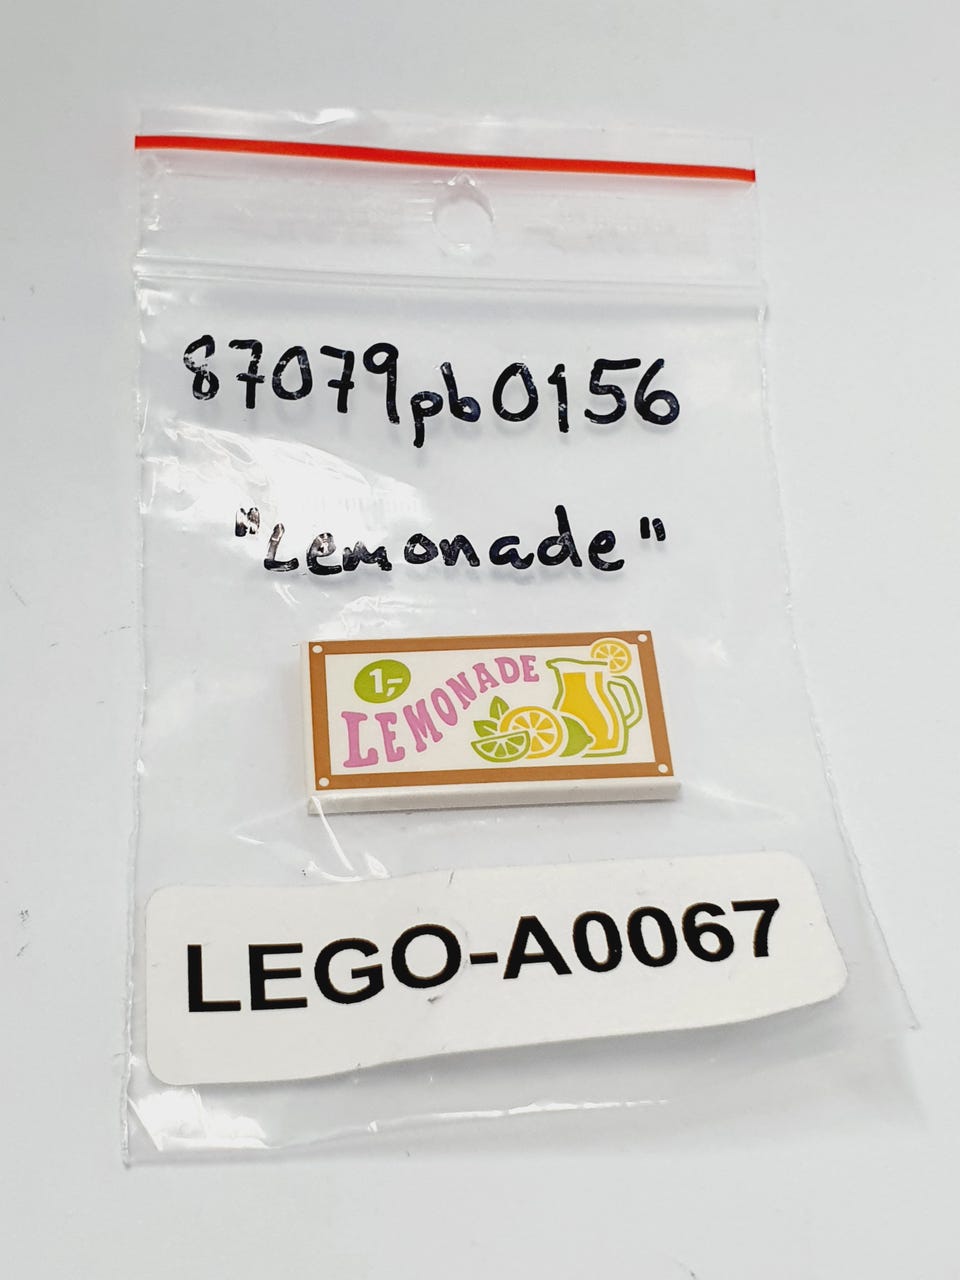 87079pb0156
"Lemonade"
1,-
LEMONADE
LEGO-A0067